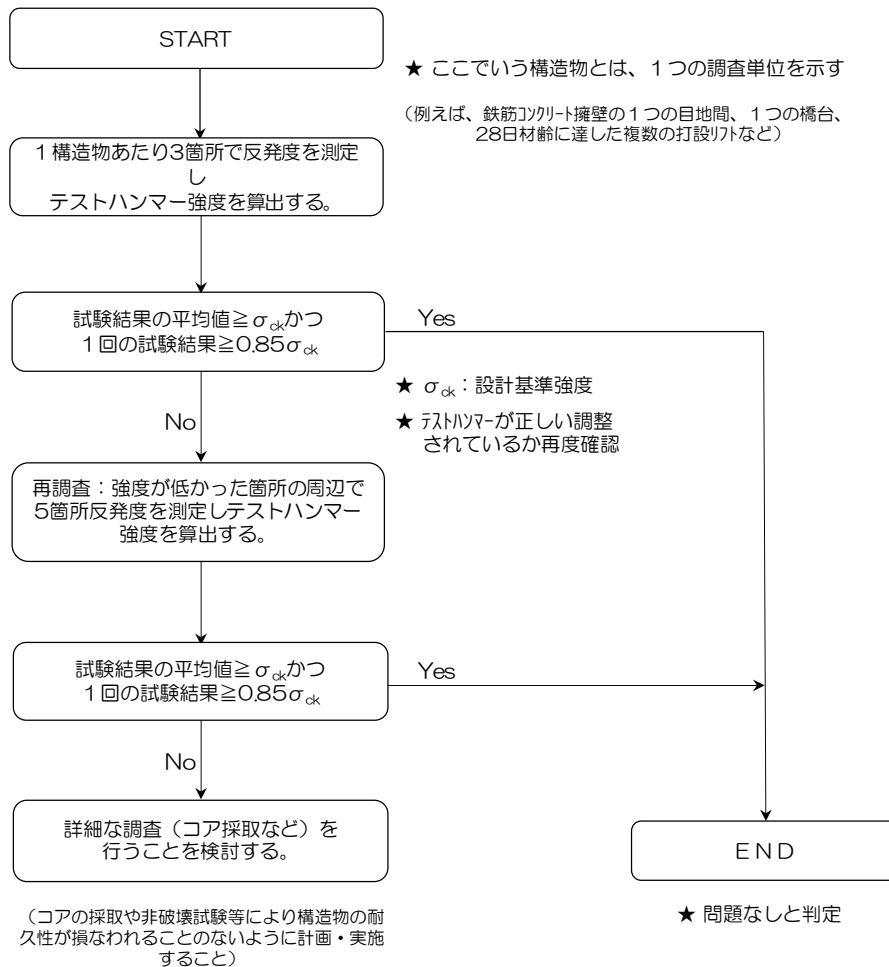 START
★ ここでいう構造物とは、１つの調査単位を示す
（例えば、鉄筋ｺﾝｸﾘｰﾄ擁壁の１つの目地間、１つの橋台、
28日材齢に達した複数の打設ﾘﾌﾄなど）
１構造物あたり3箇所で反発度を測定
し
テストハンマー強度を算出する。
試験結果の平均値≧σckかつ
１回の試験結果≧0.85σck
Yes
★ σck：設計基準強度
★ ﾃｽﾄﾊﾝﾏｰが正しい調整
されているか再度確認
No
再調査：強度が低かった箇所の周辺で
5箇所反発度を測定しテストハンマー
強度を算出する。
試験結果の平均値≧σckかつ
１回の試験結果≧0.85σck
Yes
No
詳細な調査（コア採取など）を
行うことを検討する。
ＥＮＤ
（コアの採取や非破壊試験等により構造物の耐
久性が損なわれることのないように計画・実施
すること）
★ 問題なしと判定